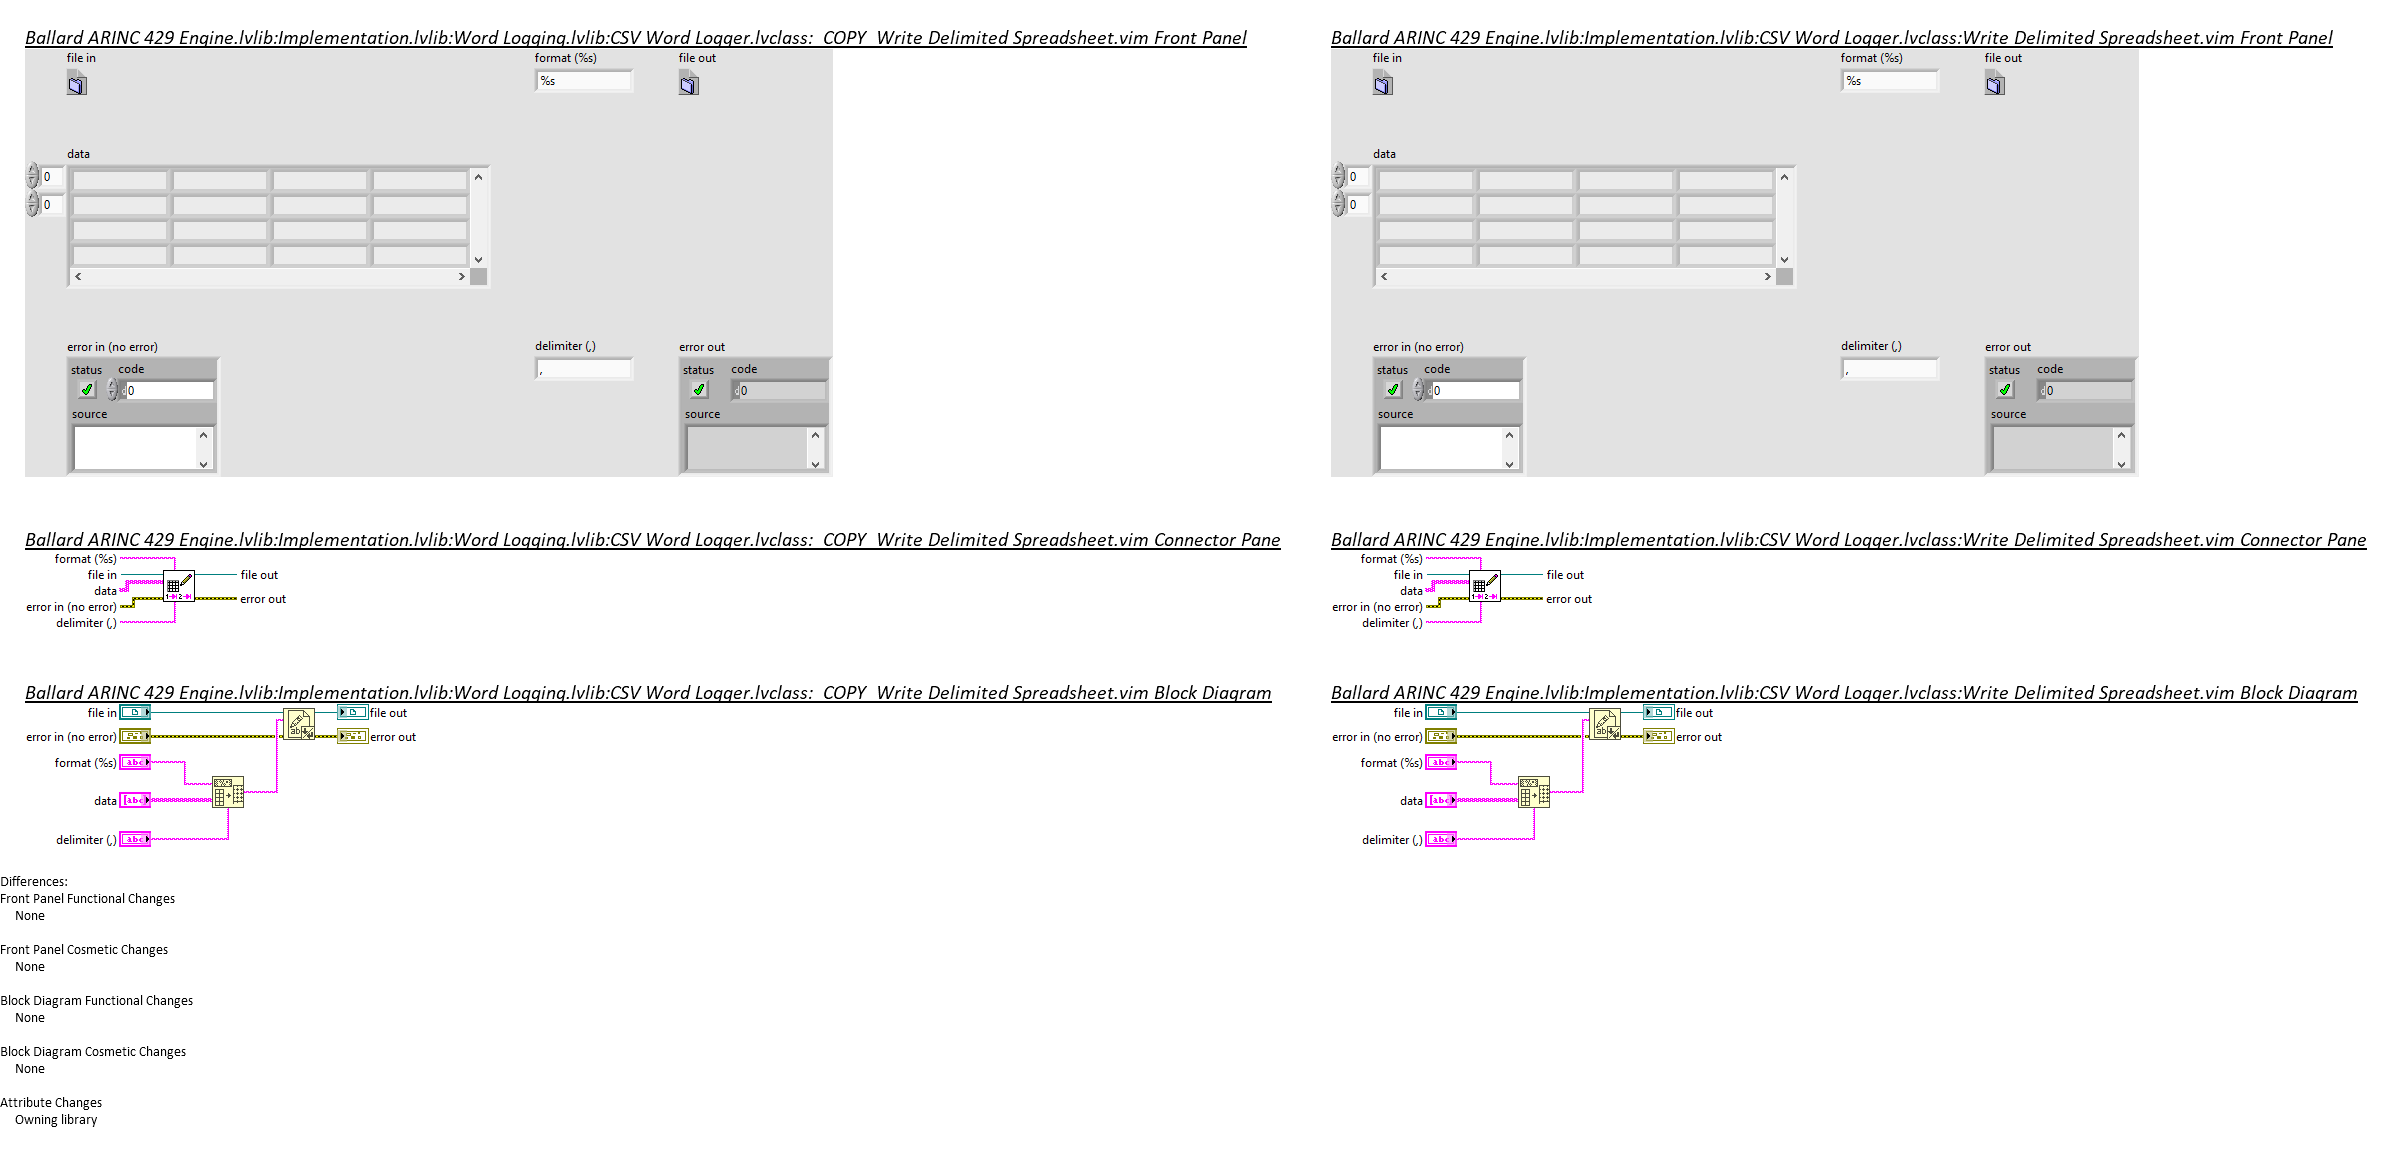 Ballard ARINC 429 Engine.lvlib:Implementation.lvlib:Word Logging.lvlib:CSV Word Logger.lvclass:  COPY  Write Delimited Spreadsheet.vim Front Panel
file in
format (%s)
file out
%s
data
0
0
error in (no error)
delimiter (,)
error out
status code
,
status code
0
0
source
source
Ballard ARINC 429 Engine.lvlib:Implementation.lvlib:CSV Word Logger.lvclass:Write Delimited Spreadsheet.vim Front Panel
file in
format (%s)
file out
%s
data
0
0
error in (no error)
delimiter (,)
error out
status code
,
status code
0
0
source
source
Ballard ARINC 429 Engine.lvlib:Implementation.lvlib:Word Logging.lvlib:CSV Word Logger.lvclass:  COPY  Write Delimited Spreadsheet.vim Connector Pane
format (%s)
file in
file out
data
error in (no error)
error out
delimiter (,)
Ballard ARINC 429 Engine.lvlib:Implementation.lvlib:CSV Word Logger.lvclass:Write Delimited Spreadsheet.vim Connector Pane
format (%s)
file in
file out
data
error in (no error)
error out
delimiter (,)
Ballard ARINC 429 Engine.lvlib:Implementation.lvlib:Word Logging.lvlib:CSV Word Logger.lvclass:  COPY  Write Delimited Spreadsheet.vim Block Diagram
file in
file out
error in (no error)
error out
format (%s)
abc
data
[abc]
delimiter (,)
abc
Ballard ARINC 429 Engine.lvlib:Implementation.lvlib:CSV Word Logger.lvclass:Write Delimited Spreadsheet.vim Block Diagram
file in
file out
error in (no error)
error out
format (%s)
abc
data
[abc]
delimiter (,)
abc
Differences:
Front Panel Functional Changes
None
Front Panel Cosmetic Changes
None
Block Diagram Functional Changes
None
Block Diagram Cosmetic Changes
None
Attribute Changes
Owning library